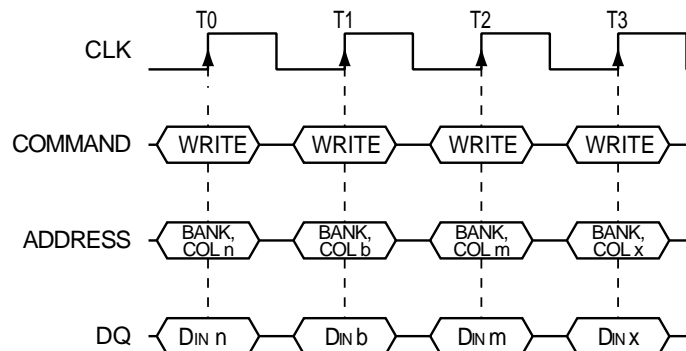 T0 T1 T2 T3
CLK
COMMAND WRITE WRITE WRITE WRITE
ADDRESS BANK, COL n BANK, COL b BANK, COL m BANK, COL x
DQ DIN n DIN b DIN m DIN x